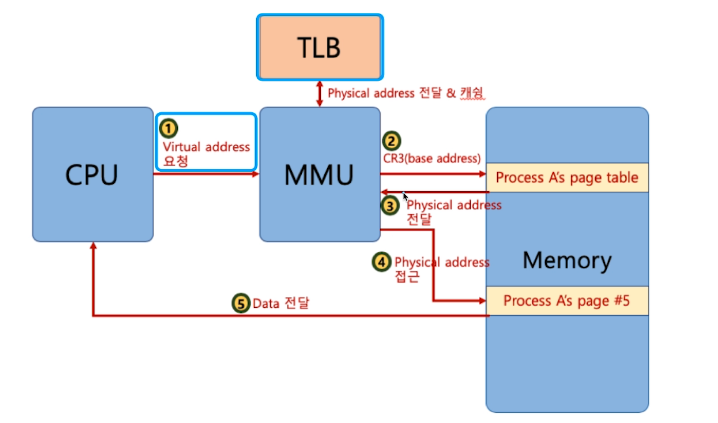 TLB
Physical address 전달 & 캐슁
CPU
1
Virtual address
요청
MMU
2
CR3(base address)
Process A's page table
3 Physical address
전달
4 Physical address
접근
Memory
Process A's page #5
5 Data 전달